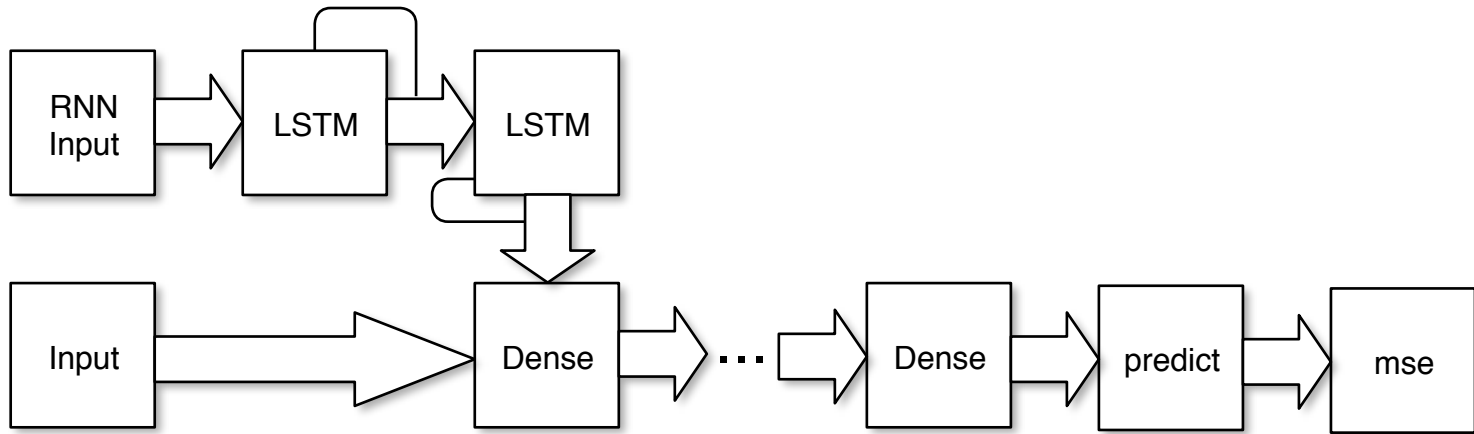 RNN
Input
LSTM
LSTM
Input
Dense
...
Dense
predict
mse